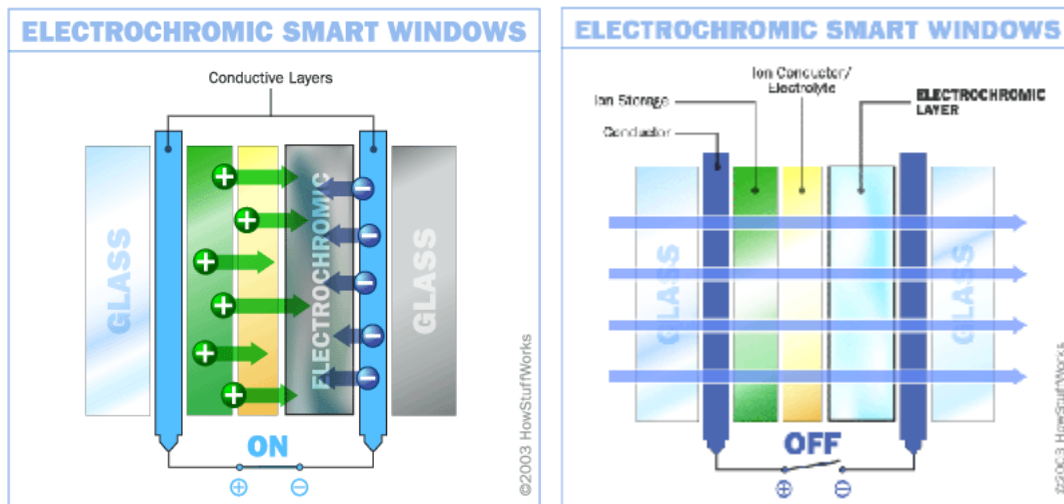 ELECTROCHROMIC SMART WINDOWS
Conductive Layers
GLASS
ELECTROCHROMIC
GLASS
ON
©2003 HowStuffWorks
ELECTROCHROMIC SMART WINDOWS
Ion Conductor/
Electrolyte
Ion Storage
ELECTROCHROMIC
LAYER
Conductor
GLASS
GLASS
OFF
©2003 HowStuffWorks